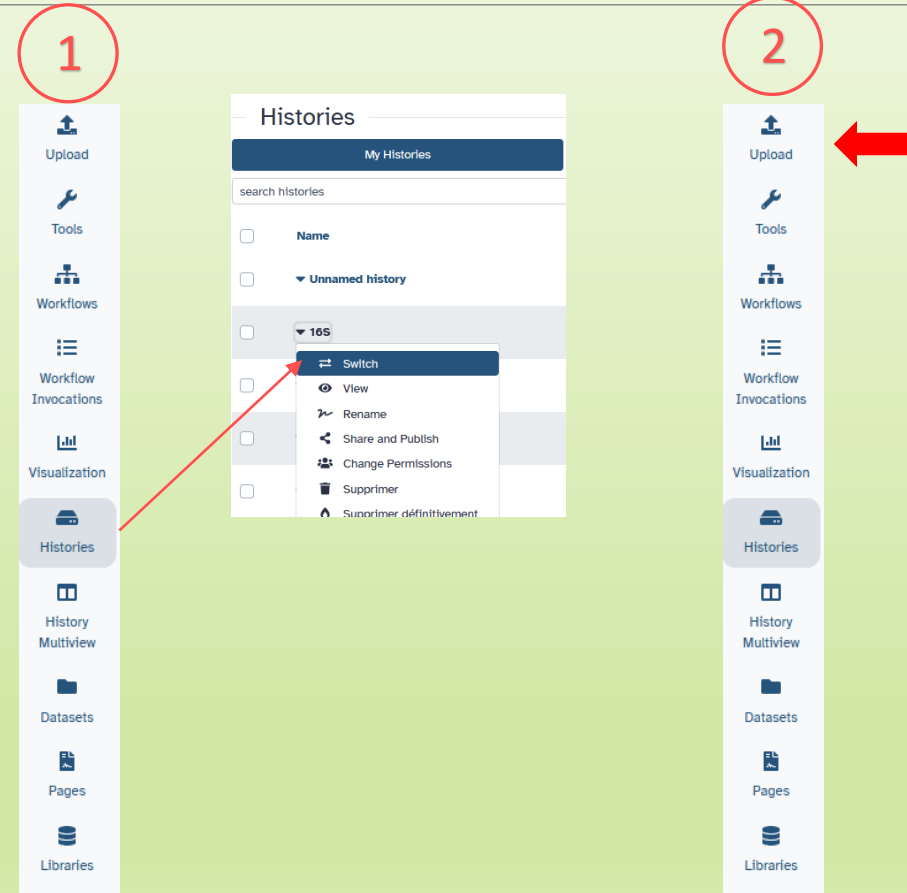 1
Upload
Tools
Workflows
Workflow
Invocations
Visualization
Histories
History
Multiview
Datasets
Pages
Libraries
Histories
My Histories
search histories
Name
Unnamed history
16S
Switch
View
Rename
Share and Publish
Change Permissions
Supprimer
Supprimer définitivement
2
Upload
Tools
Workflows
Workflow
Invocations
Visualization
Histories
History
Multiview
Datasets
Pages
Libraries